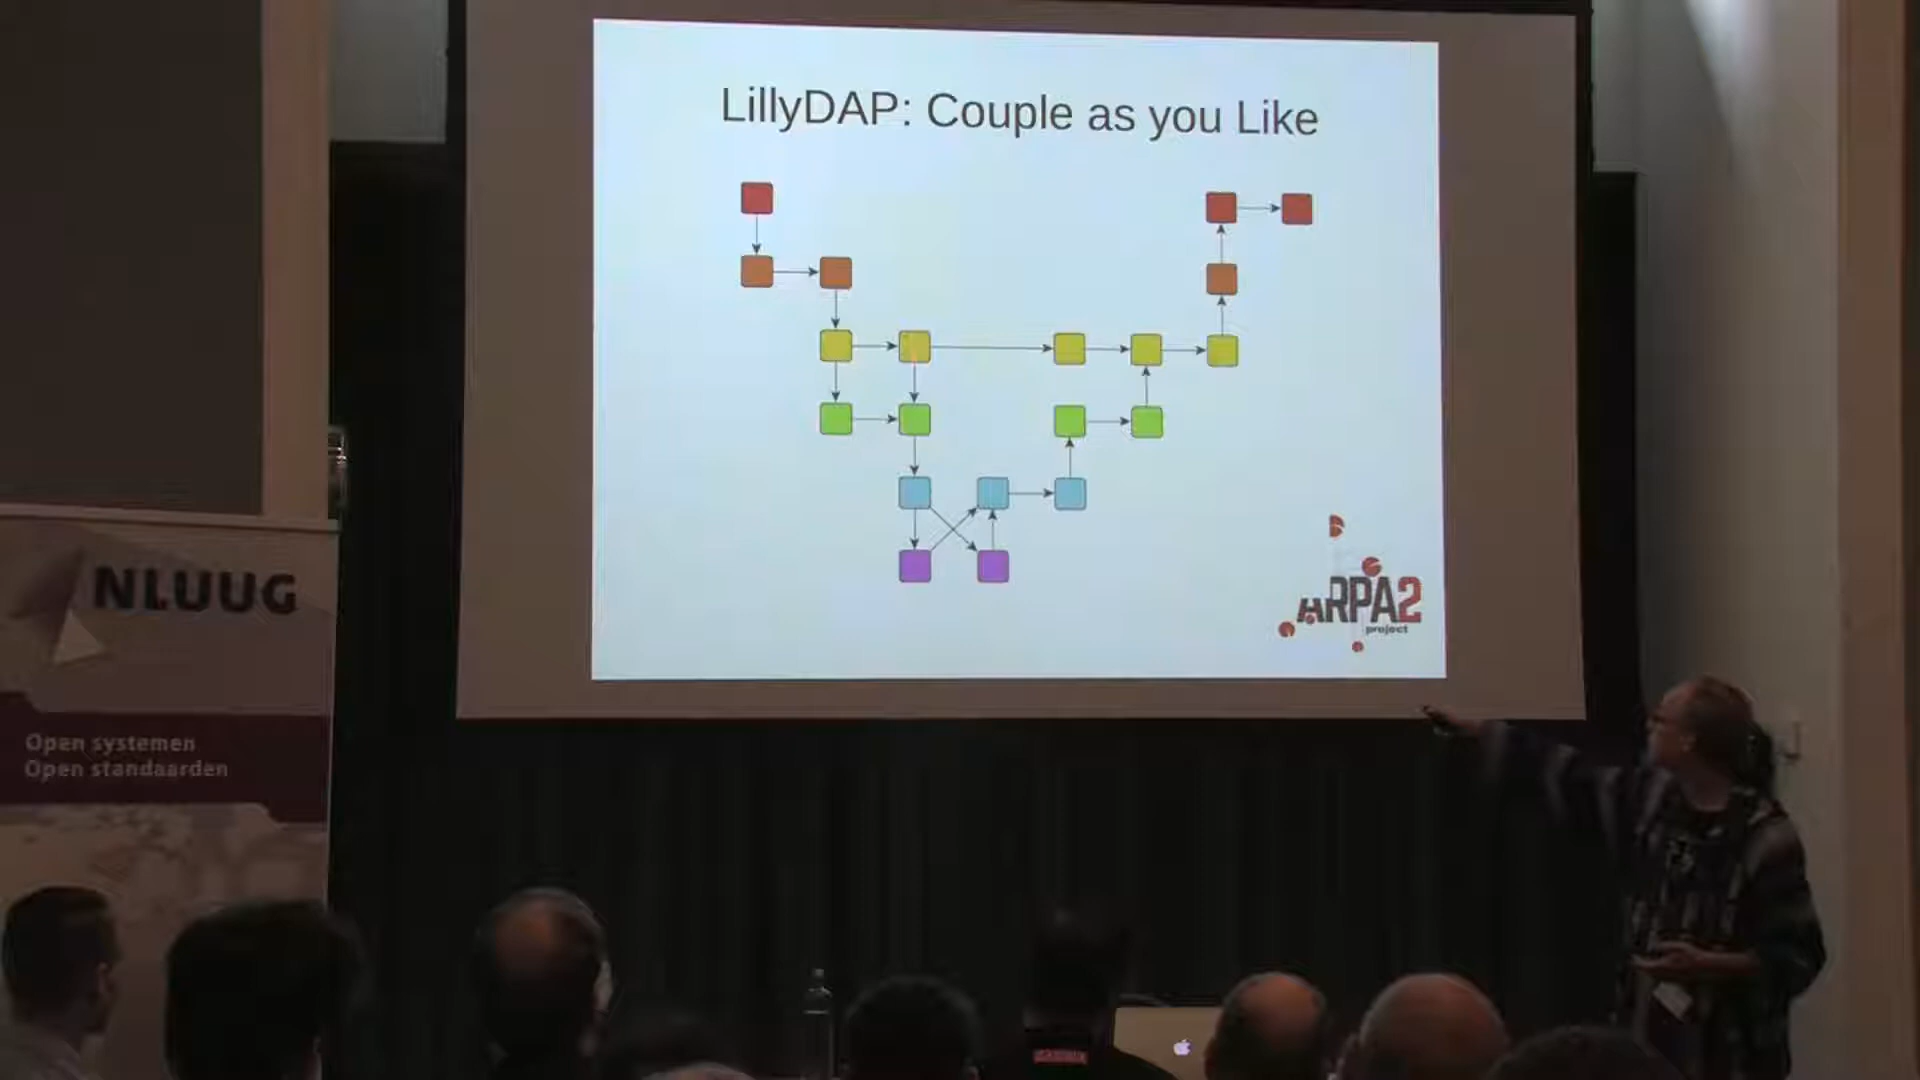 LillyDAP: Couple as you Like
ARPA2
project
NLUUG
Open systemen
Open standaarden